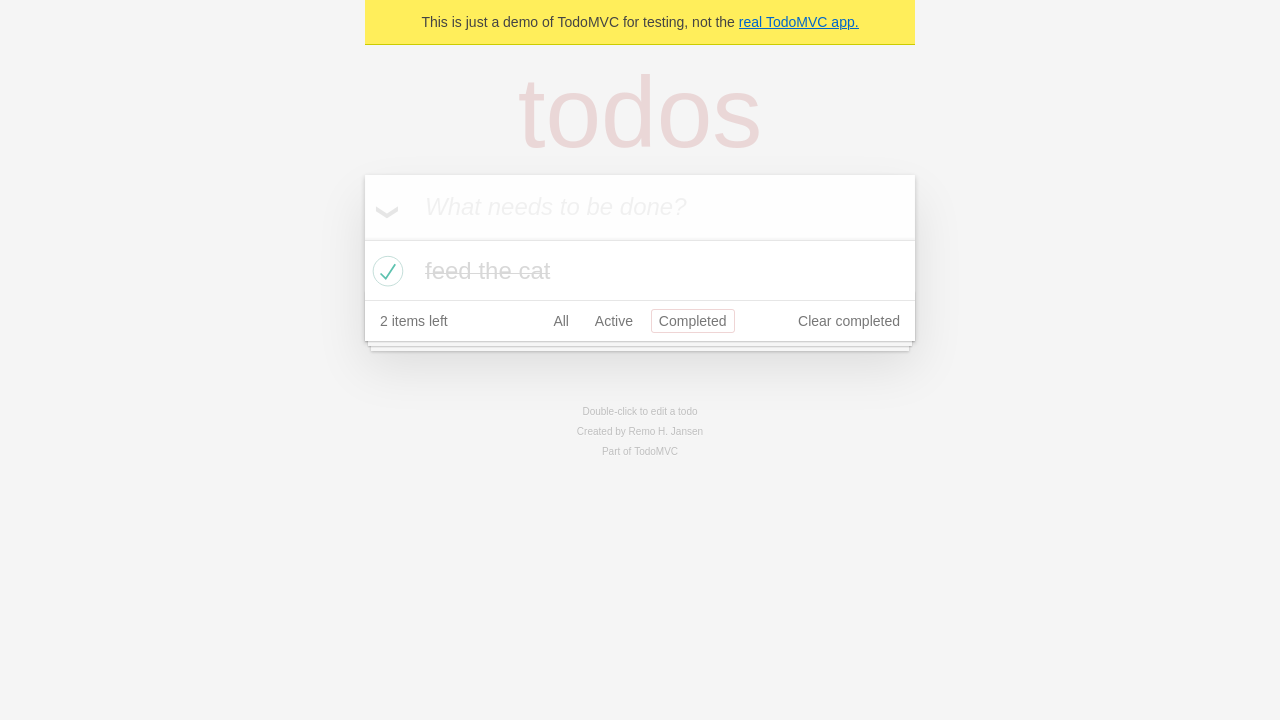 This is just a demo of TodoMVC for testing, not the real TodoMVC app.
todos
What needs to be done?
feed the cat
2 items left All Active Completed Clear completed
Double-click to edit a todo
Created by Remo H. Jansen
Part of TodoMVC